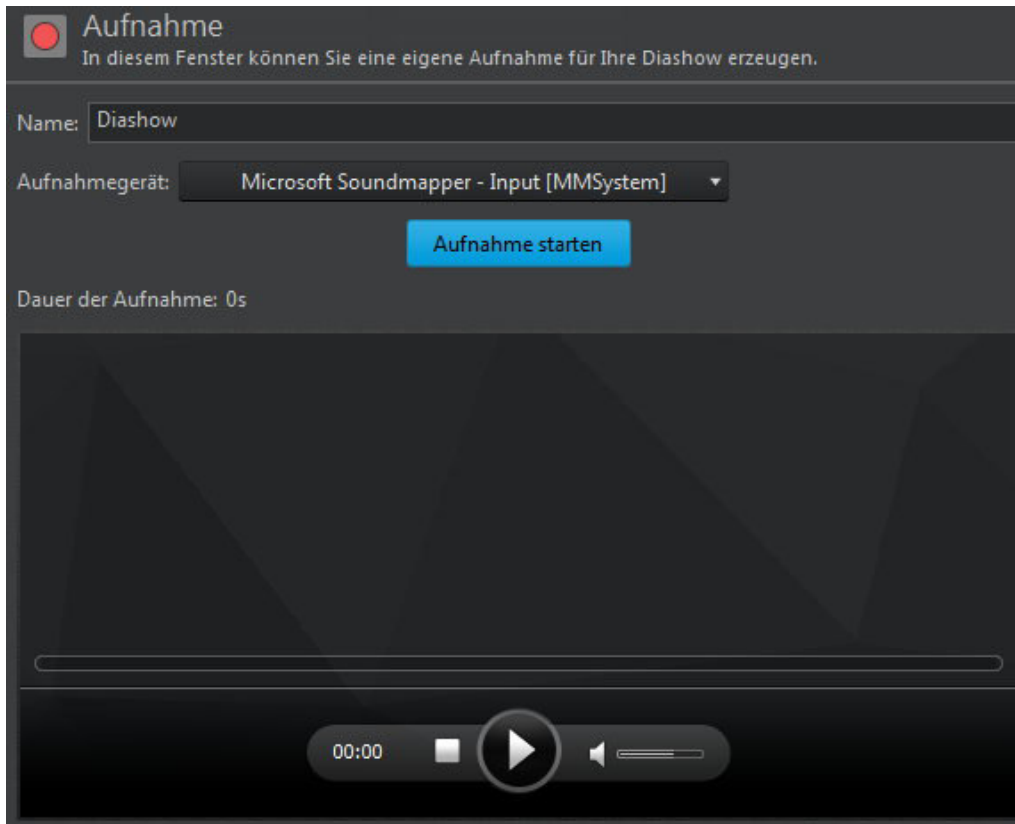 Aufnahme
In diesem Fenster können Sie eine eigene Aufnahme für Ihre Diashow erzeugen.
Name: Diashow
Aufnahmegerät: Microsoft Soundmapper - Input [MMSystem]
Aufnahme starten
Dauer der Aufnahme: 0s
00:00